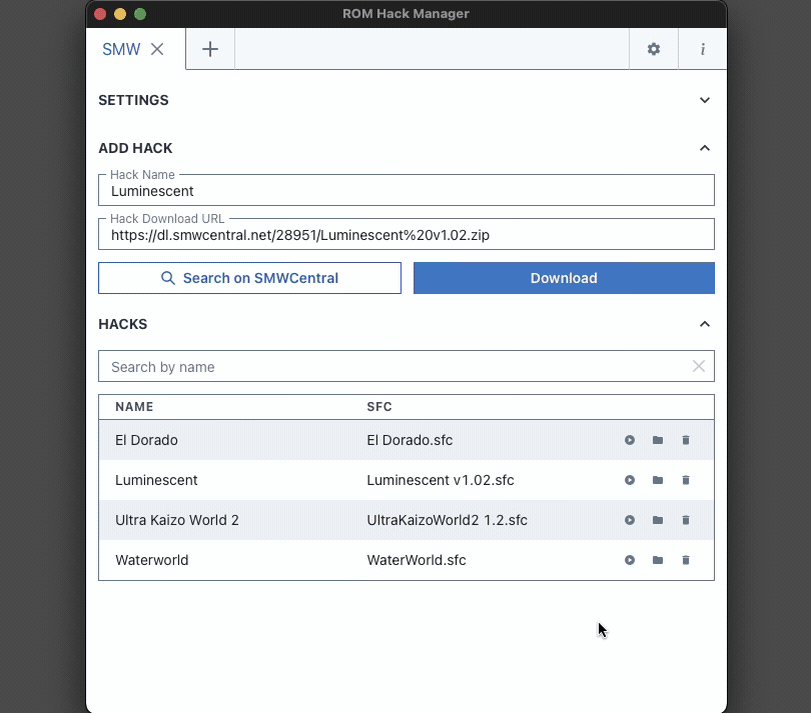 ROM Hack Manager
SMW
i
SETTINGS
ADD HACK
Hack Name
Luminescent
Hack Download URL
https://dl.smwcentral.net/28951/Luminescent%20v1.02.zip
Search on SMWCentral Download
HACKS
Search by name
NAME SFC
El Dorado El Dorado.sfc
Luminescent Luminescent v1.02.sfc
Ultra Kaizo World 2 UltraKaizoWorld2 1.2.sfc
Waterworld WaterWorld.sfc